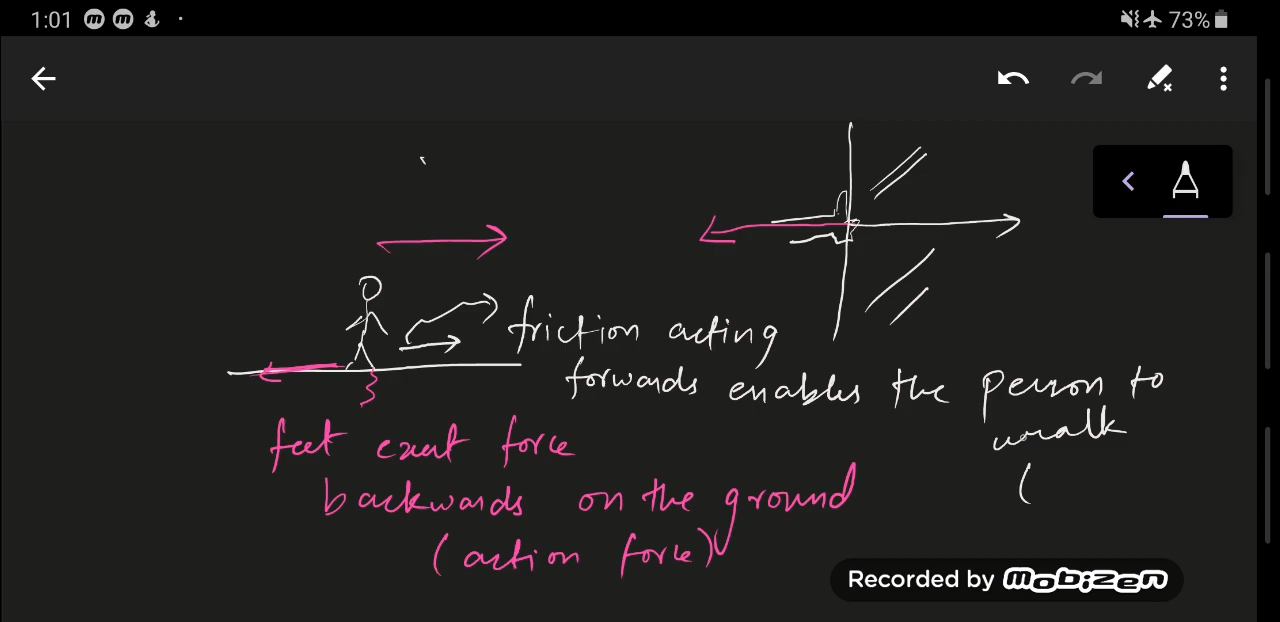 1:01
73%
friction acting
forwards enables the person to
walk
(
feet exert force
backwards on the ground
(action force)
Recorded by mobizen